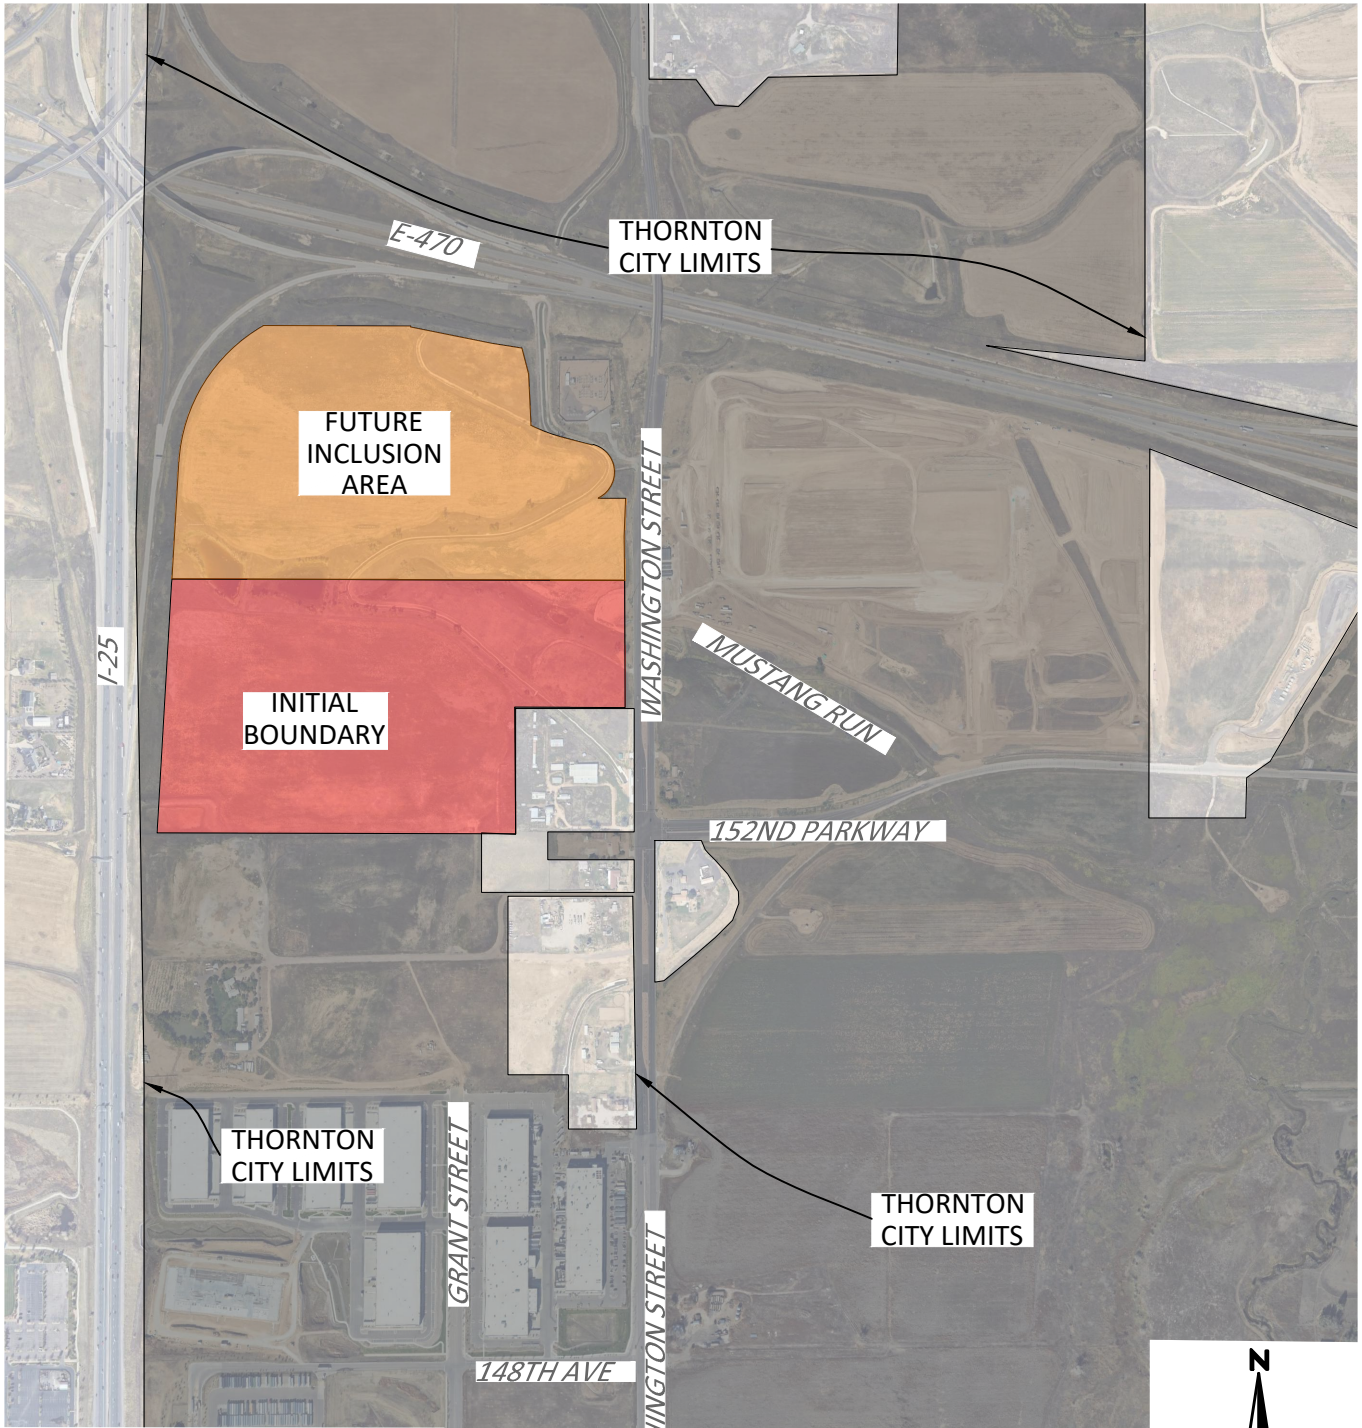 E-470
THORNTON
CITY LIMITS
FUTURE
INCLUSION
AREA
WASHINGTON STREET
I-25
MUSTANG RUN
INITIAL
BOUNDARY
152ND PARKWAY
THORNTON
CITY LIMITS
GRANT STREET
THORNTON
CITY LIMITS
INGTON STREET
148TH AVE
N